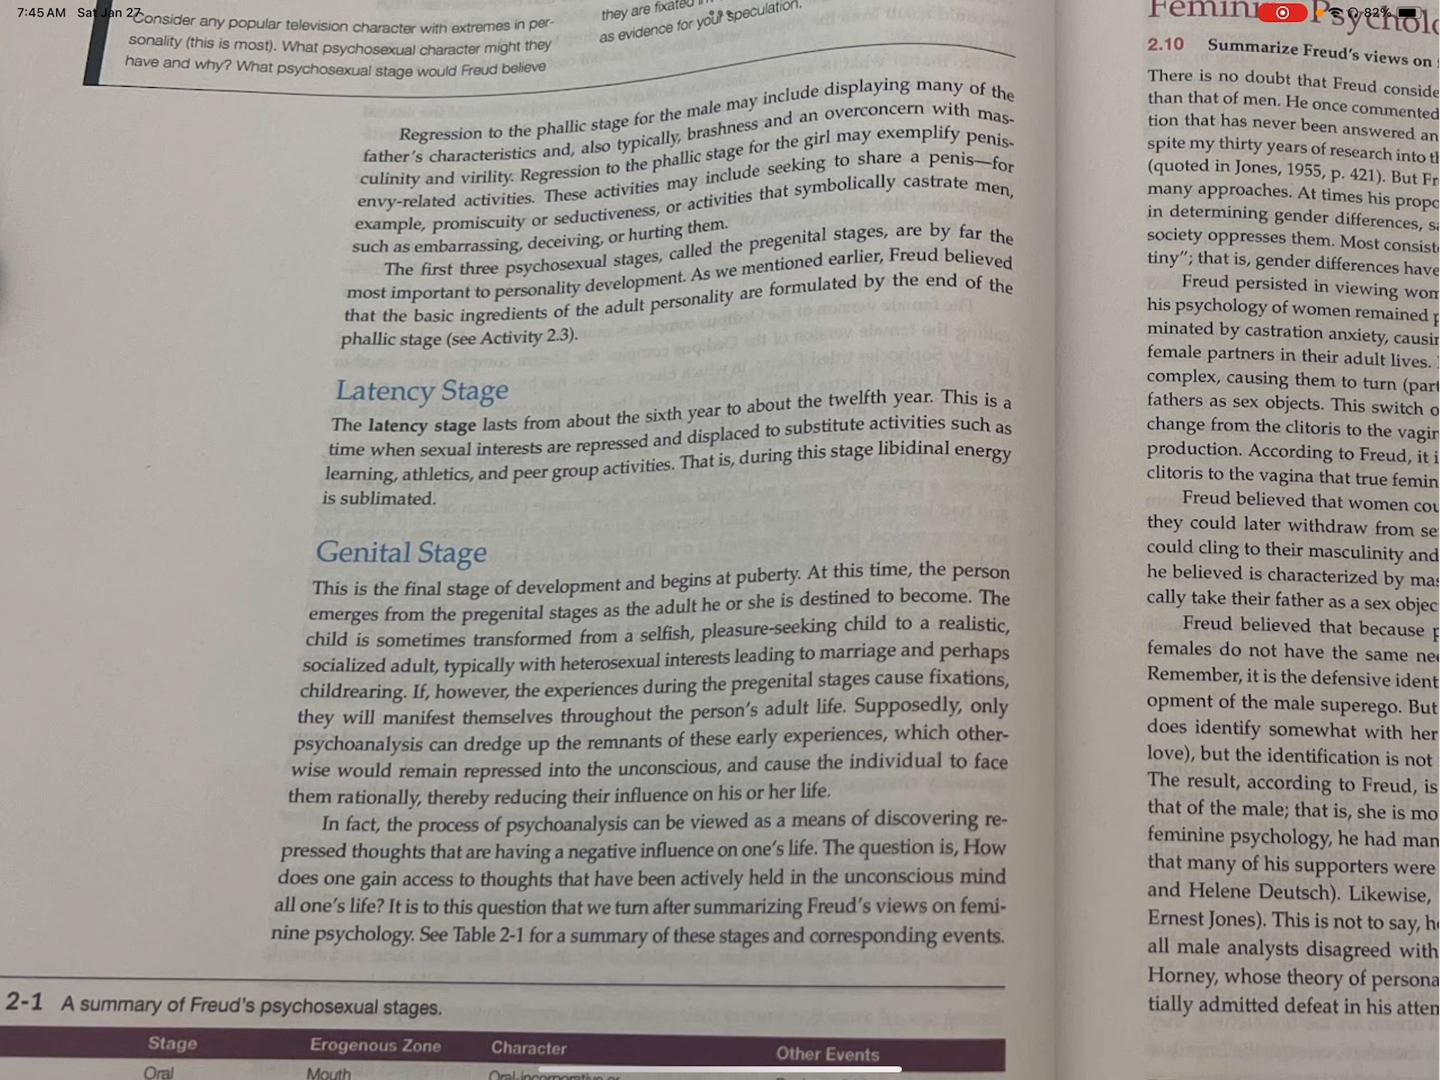 7:45 AM Sat Jan 27
82%
Consider any popular television character with extremes in per-
sonality (this is most). What psychosexual character might they
have and why? What psychosexual stage would Freud believe
they are fixated
as evidence for your speculation.
Regression to the phallic stage for the male may include displaying many of the
father's characteristics and, also typically, brashness and an overconcern with mas-
culinity and virility. Regression to the phallic stage for the girl may exemplify penis-
envy-related activities. These activities may include seeking to share a penis—for
example, promiscuity or seductiveness, or activities that symbolically castrate men,
such as embarrassing, deceiving, or hurting them.
The first three psychosexual stages, called the pregenital stages, are by far the
most important to personality development. As we mentioned earlier, Freud believed
that the basic ingredients of the adult personality are formulated by the end of the
phallic stage (see Activity 2.3).
Latency Stage
The latency stage lasts from about the sixth year to about the twelfth year. This is a
time when sexual interests are repressed and displaced to substitute activities such as
learning, athletics, and peer group activities. That is, during this stage libidinal energy
is sublimated.
Genital Stage
This is the final stage of development and begins at puberty. At this time, the person
emerges from the pregenital stages as the adult he or she is destined to become. The
child is sometimes transformed from a selfish, pleasure-seeking child to a realistic,
socialized adult, typically with heterosexual interests leading to marriage and perhaps
childrearing. If, however, the experiences during the pregenital stages cause fixations,
they will manifest themselves throughout the person's adult life. Supposedly, only
psychoanalysis can dredge up the remnants of these early experiences, which other-
wise would remain repressed into the unconscious, and cause the individual to face
them rationally, thereby reducing their influence on his or her life.
In fact, the process of psychoanalysis can be viewed as a means of discovering re-
pressed thoughts that are having a negative influence on one's life. The question is, How
does one gain access to thoughts that have been actively held in the unconscious mind
all one's life? It is to this question that we turn after summarizing Freud's views on femi-
nine psychology. See Table 2-1 for a summary of these stages and corresponding events.
2-1 A summary of Freud's psychosexual stages.
Stage Erogenous Zone Character Other Events
Oral Mouth
2.10 Summarize Freud's views on
There is no doubt that Freud conside
than that of men. He once commented
tion that has never been answered an
spite my thirty years of research into
(quoted in Jones, 1955, p. 421). But Fr
many approaches. At times his propo
in determining gender differences,
society oppresses them. Most consist
tiny"; that is, gender differences have
Freud persisted in viewing wom
his psychology of women remained
minated by castration anxiety, causin
female partners in their adult lives.
complex, causing them to turn (part
fathers as sex objects. This switch o
change from the clitoris to the vagin
production. According to Freud, it i
clitoris to the vagina that true femin
Freud believed that women cou
they could later withdraw from se
could cling to their masculinity and
he believed is characterized by mas
cally take their father as a sex objec
Freud believed that because
females do not have the same nee
Remember, it is the defensive ident
opment of the male superego. But
does identify somewhat with her
love), but the identification is not
The result, according to Freud, is
that of the male; that is, she is mo
feminine psychology, he had man
that many of his supporters were
and Helene Deutsch). Likewise,
Ernest Jones). This is not to say, h
all male analysts disagreed with
Horney, whose theory of persona
tially admitted defeat in his atten